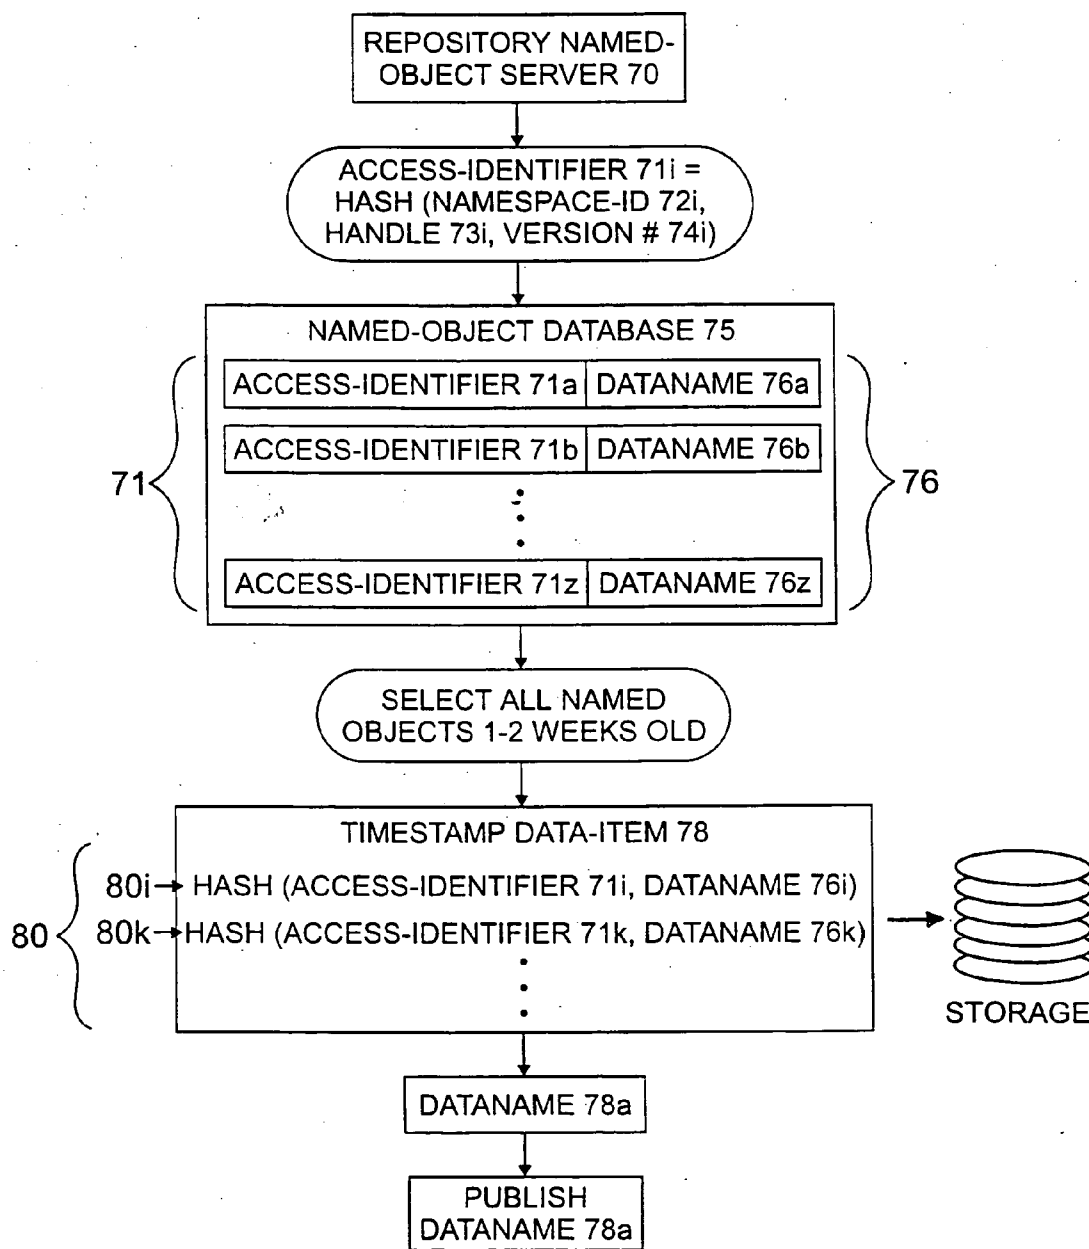 REPOSITORY NAMED-
OBJECT SERVER 70
ACCESS-IDENTIFIER 71i =
HASH (NAMESPACE-ID 72i,
HANDLE 73i, VERSION # 74i)
NAMED-OBJECT DATABASE 75
ACCESS-IDENTIFIER 71a DATANAME 76a
ACCESS-IDENTIFIER 71b DATANAME 76b
71
76
ACCESS-IDENTIFIER 71z DATANAME 76z
SELECT ALL NAMED
OBJECTS 1-2 WEEKS OLD
TIMESTAMP DATA-ITEM 78
80i HASH (ACCESS-IDENTIFIER 71i, DATANAME 76i)
80 80k HASH (ACCESS-IDENTIFIER 71k, DATANAME 76k)
STORAGE
DATANAME 78a
PUBLISH
DATANAME 78a